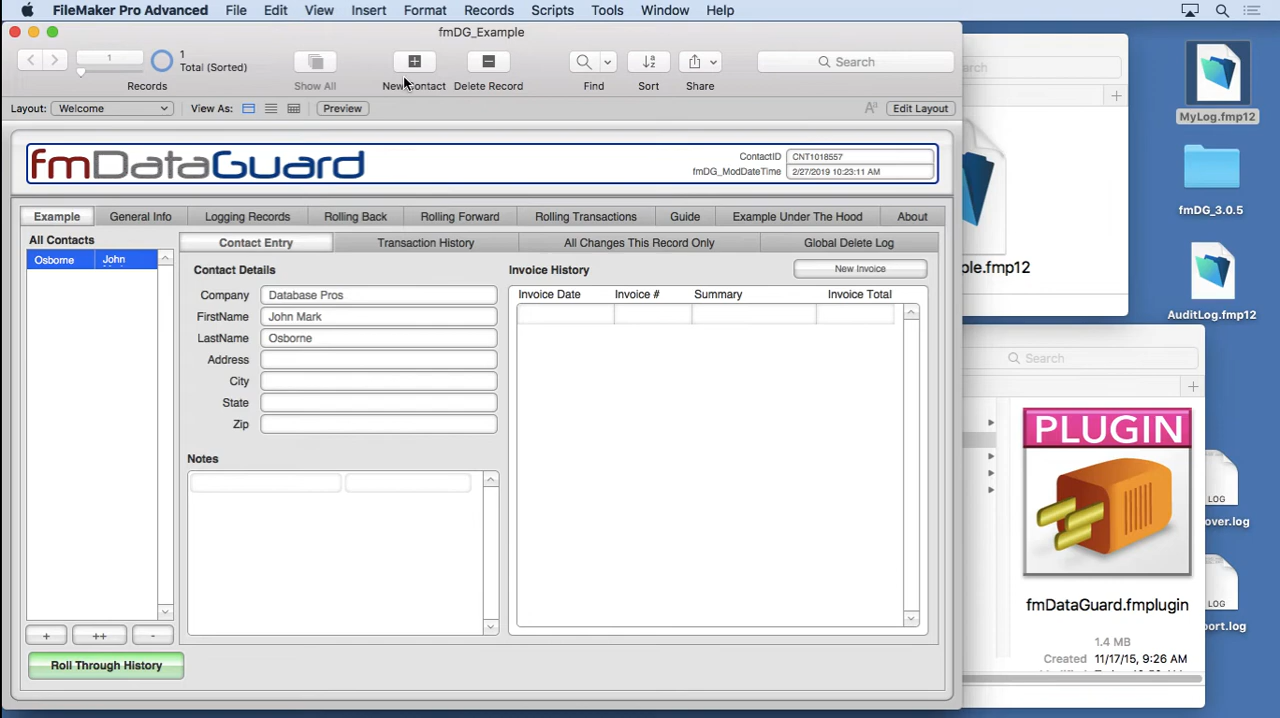 FileMaker Pro Advanced File Edit View Insert Format Records Scripts Tools Window Help
fmDG_Example
1
1
Total (Sorted)
Records
Show All
New Contact
Delete Record
Find
Sort
Share
Search
Layout: Welcome
View As:
Preview
Edit Layout
fmDataGuard
ContactID CNT1018557
fmDG_ModDateTime 2/27/2019 10:23:11 AM
Example General Info Logging Records Rolling Back Rolling Forward Rolling Transactions Guide Example Under The Hood About
All Contacts
Osborne John
Contact Entry Transaction History All Changes This Record Only Global Delete Log
Contact Details
Company Database Pros
FirstName John Mark
LastName Osborne
Address
City
State
Zip
Notes
Invoice History
New Invoice
Invoice Date Invoice # Summary Invoice Total
+ ++ -
Roll Through History
MyLog.fmp12
fmDG_3.0.5
AuditLog.fmp12
ple.fmp12
Search
PLUGIN
fmDataGuard.fmplugin
1.4 MB
Created 11/17/15, 9:26 AM
LOG
over.log
LOG
port.log